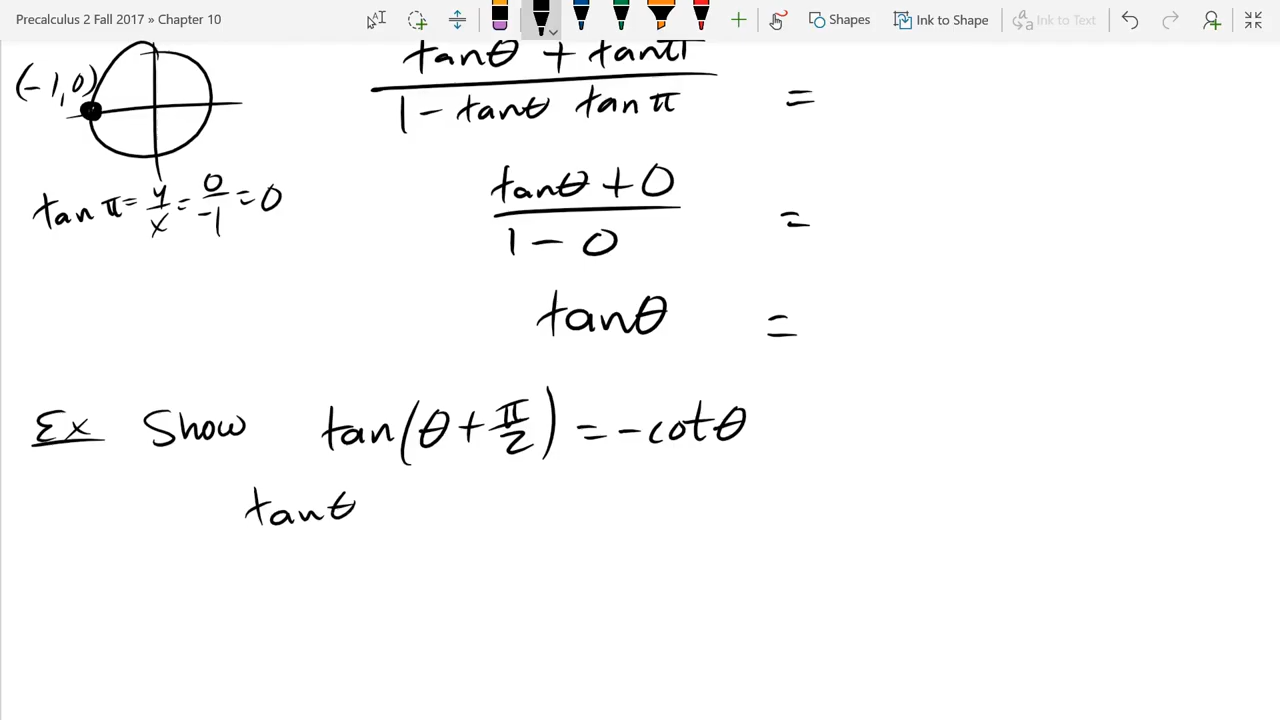 Precalculus 2 Fall 2017 » Chapter 10
Shapes
Ink to Shape
Ink to Text
tanθ + tanπ
(-1,0)
1 - tanθ tanπ =
tanθ + 0
tan π = y/x = 0/-1 = 0
1 - 0 =
tanθ =
Ex Show tan(θ + π/2) = -cotθ
tanθ